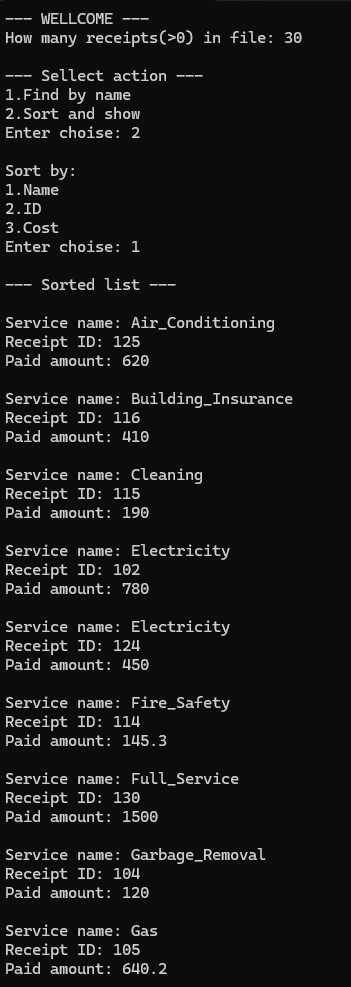 --- WELLCOME ---
How many receipts(>0) in file: 30
--- Sellect action ---
1.Find by name
2.Sort and show
Enter choise: 2
Sort by:
1.Name
2.ID
3.Cost
Enter choise: 1
--- Sorted list ---
Service name: Air_Conditioning
Receipt ID: 125
Paid amount: 620
Service name: Building_Insurance
Receipt ID: 116
Paid amount: 410
Service name: Cleaning
Receipt ID: 115
Paid amount: 190
Service name: Electricity
Receipt ID: 102
Paid amount: 780
Service name: Electricity
Receipt ID: 124
Paid amount: 450
Service name: Fire_Safety
Receipt ID: 114
Paid amount: 145.3
Service name: Full_Service
Receipt ID: 130
Paid amount: 1500
Service name: Garbage_Removal
Receipt ID: 104
Paid amount: 120
Service name: Gas
Receipt ID: 105
Paid amount: 640.2